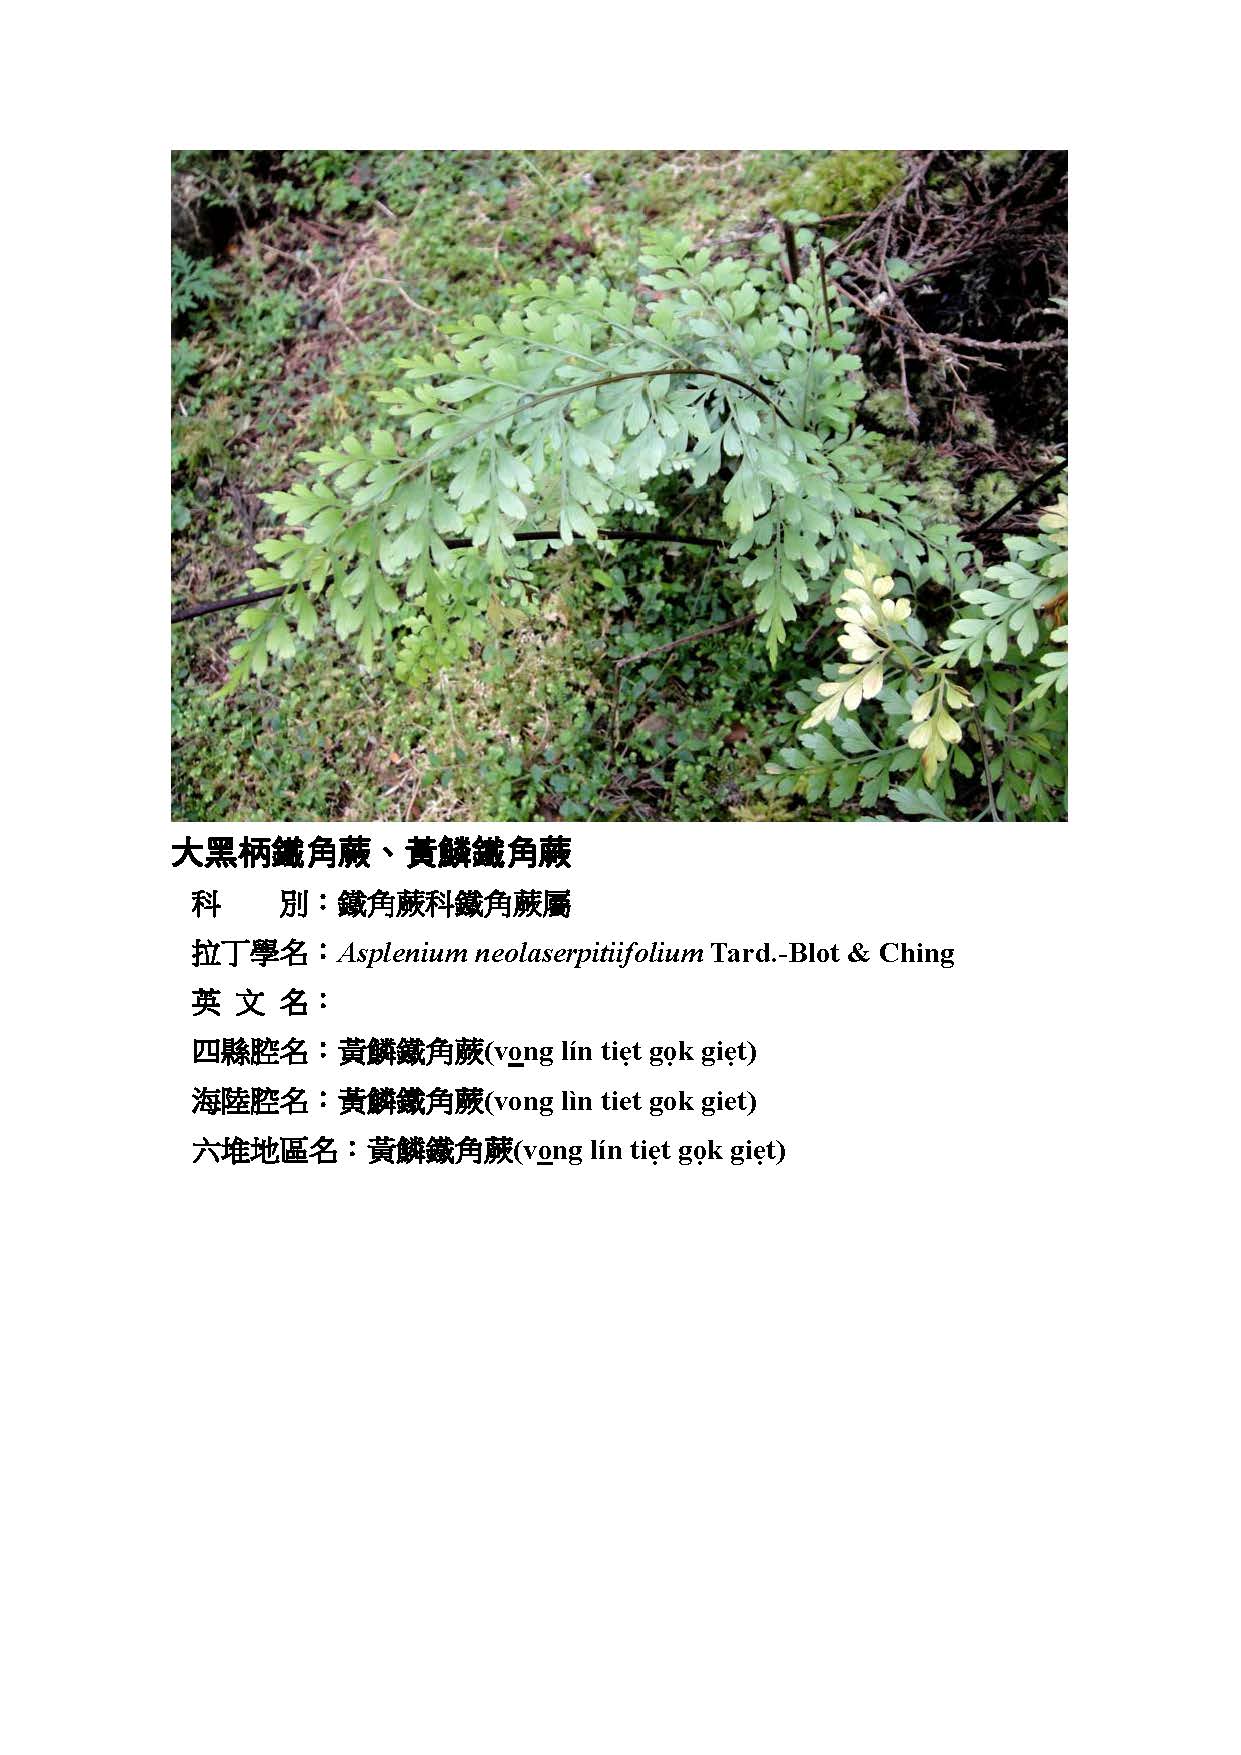 大黑柄鐵角蕨、黃鱗鐵角蕨
科　　別：鐵角蕨科鐵角蕨屬
拉丁學名：Asplenium neolaserpitiifolium Tard.-Blot & Ching
英 文 名：
四縣腔名：黃鱗鐵角蕨(vo̲ng lín tiẹt gọk giẹt)
海陸腔名：黃鱗鐵角蕨(vong lìn tiet gok giet)
六堆地區名：黃鱗鐵角蕨(vo̲ng lín tiẹt gọk giẹt)